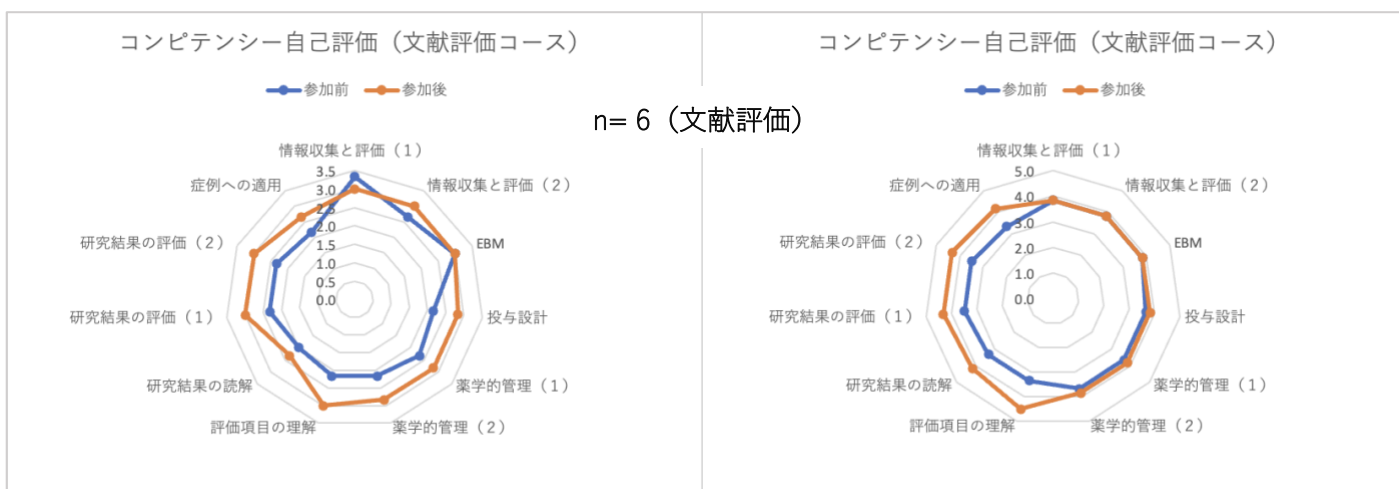 コンピテンシー自己評価（文献評価コース）
参加前 参加後
n= 6（文献評価）
情報収集と評価（１）
情報収集と評価（２）
EBM
投与設計
薬学的管理（１）
薬学的管理（２）
評価項目の理解
研究結果の読解
研究結果の評価（１）
研究結果の評価（２）
症例への適用
3.5
3.0
2.5
2.0
1.5
1.0
0.5
0.0
コンピテンシー自己評価（文献評価コース）
参加前 参加後
情報収集と評価（１）
情報収集と評価（２）
EBM
投与設計
薬学的管理（１）
薬学的管理（２）
評価項目の理解
研究結果の読解
研究結果の評価（１）
研究結果の評価（２）
症例への適用
5.0
4.0
3.0
2.0
1.0
0.0